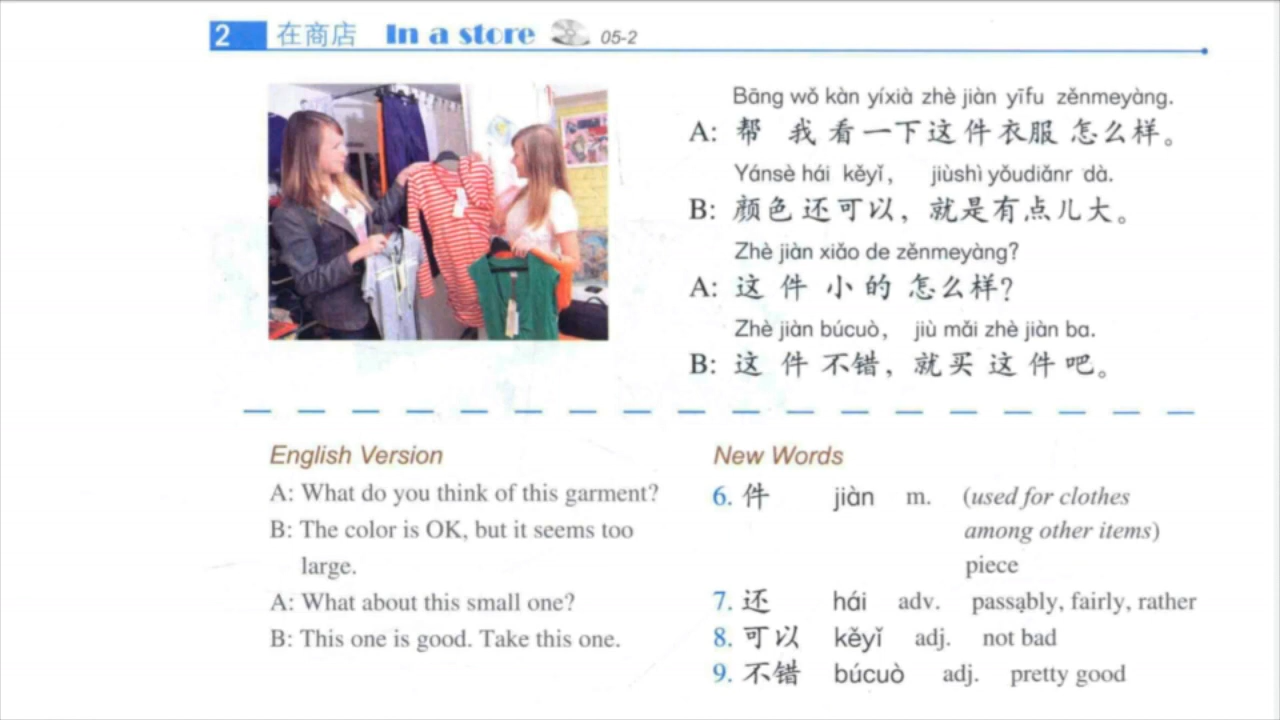 2 在商店 In a store 05-2
Bāng wǒ kàn yíxià zhè jiàn yīfu zěnmeyàng.
A: 帮 我 看 一下 这 件 衣服 怎么样。
Yánsè hái kěyǐ, jiùshì yǒudiǎnr dà.
B: 颜色 还 可以, 就是 有点儿 大。
Zhè jiàn xiǎo de zěnmeyàng?
A: 这 件 小 的 怎么样?
Zhè jiàn búcuò, jiù mǎi zhè jiàn ba.
B: 这 件 不错, 就 买 这 件 吧。
English Version
A: What do you think of this garment?
B: The color is OK, but it seems too
large.
A: What about this small one?
B: This one is good. Take this one.
New Words
6. 件 jiàn m. (used for clothes
among other items)
piece
7. 还 hái adv. passably, fairly, rather
8. 可以 kěyǐ adj. not bad
9. 不错 búcuò adj. pretty good